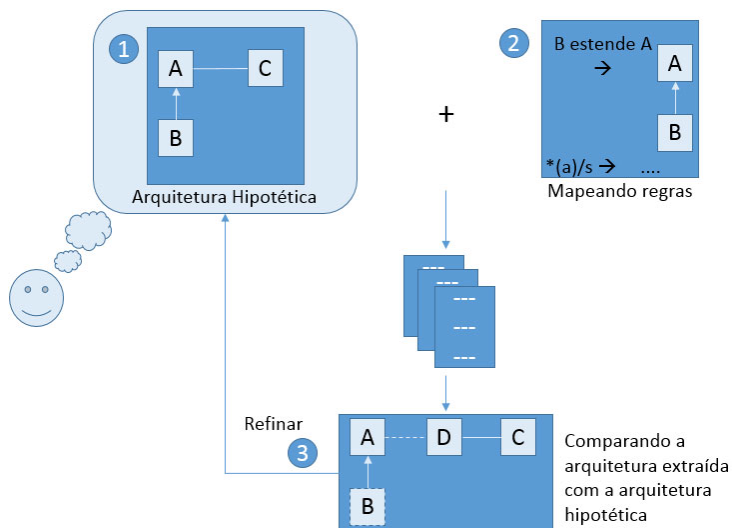 1
A
C
B
Arquitetura Hipotética
+
2
B estende A
→
A
B
*(a)/s → ....
Mapeando regras
---
---
---
---
---
Refinar
3
A
D
C
B
Comparando a
arquitetura extraída
com a arquitetura
hipotética